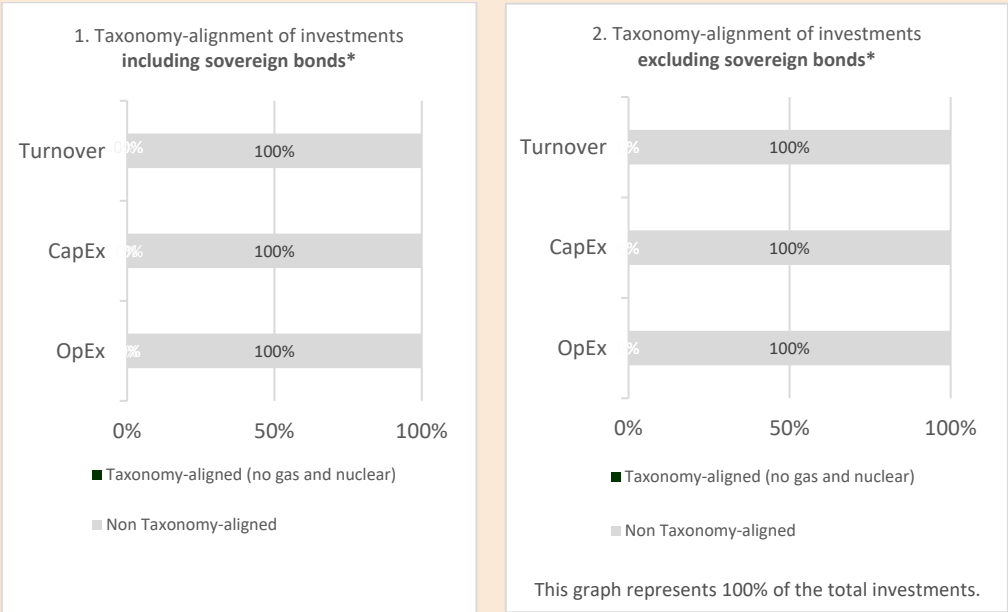 1. Taxonomy-alignment of investments
including sovereign bonds*
Turnover
100%
CapEx
100%
OpEx
100%
0% 50% 100%
Taxonomy-aligned (no gas and nuclear)
Non Taxonomy-aligned
2. Taxonomy-alignment of investments
excluding sovereign bonds*
Turnover
100%
CapEx
100%
OpEx
100%
0% 50% 100%
Taxonomy-aligned (no gas and nuclear)
Non Taxonomy-aligned
This graph represents 100% of the total investments.